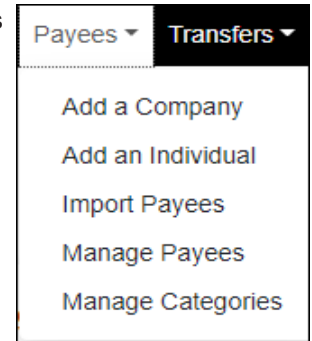 s
Payees Transfers
Add a Company
Add an Individual
Import Payees
Manage Payees
Manage Categories